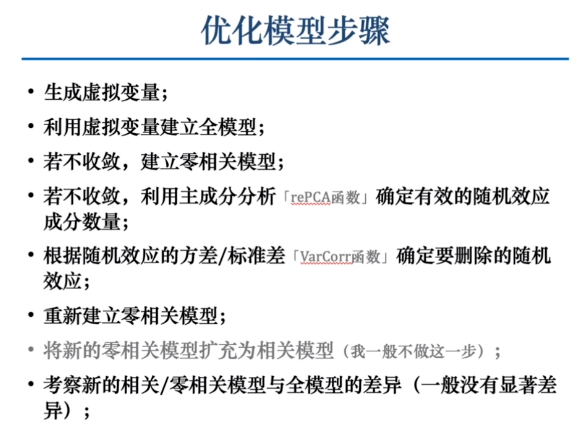 优化模型步骤
• 生成虚拟变量；
• 利用虚拟变量建立全模型；
• 若不收敛，建立零相关模型；
• 若不收敛，利用主成分分析「rePCA函数」确定有效的随机效应
成分数量；
• 根据随机效应的方差/标准差「VarCorr函数」确定要删除的随机
效应；
• 重新建立零相关模型；
• 将新的零相关模型扩充为相关模型（我一般不做这一步）；
• 考察新的相关/零相关模型与全模型的差异（一般没有显著差
异）；